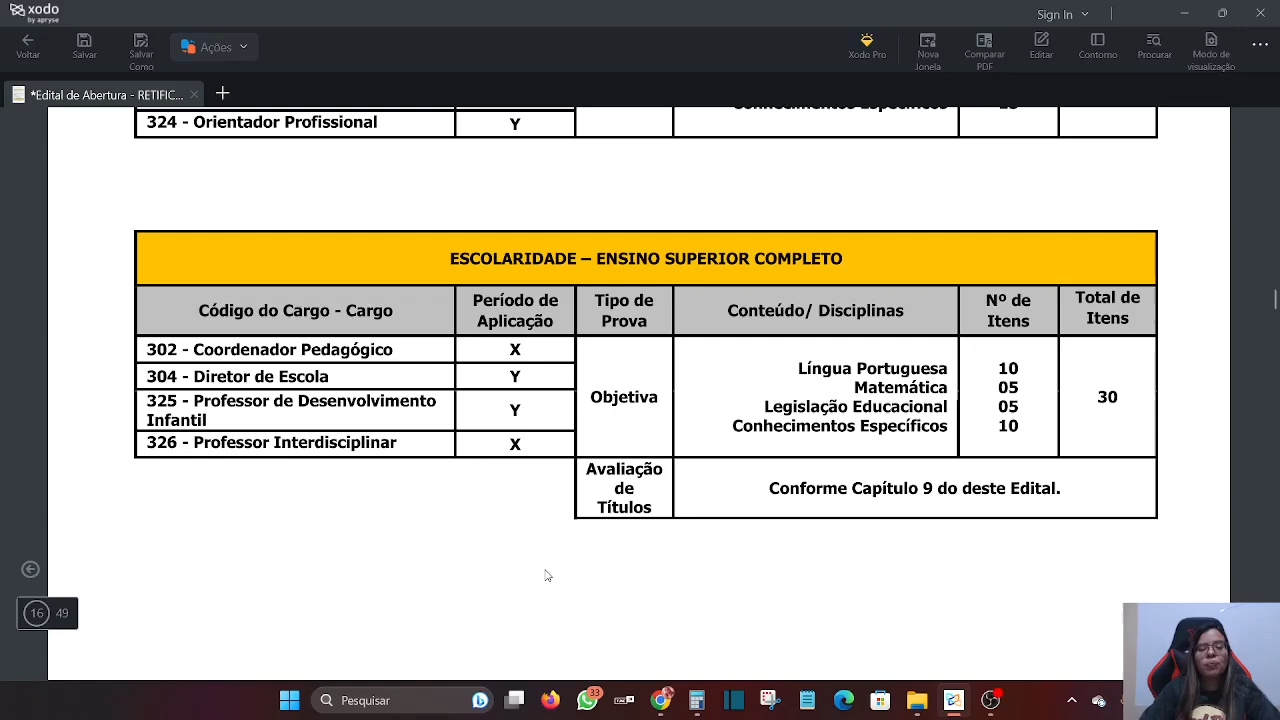 xodo
by apryse
Sign In
Voltar
Salvar
Salvar Como
Ações
Xodo Pro
Nova Janela
Comparar PDF
Editar
Contorno
Procurar
Modo de visualização
*Edital de Abertura - RETIFIC...
324 - Orientador Profissional
Y
ESCOLARIDADE – ENSINO SUPERIOR COMPLETO
Código do Cargo - Cargo
Período de Aplicação
Tipo de Prova
Conteúdo/ Disciplinas
Nº de Itens
Total de Itens
302 - Coordenador Pedagógico
X
304 - Diretor de Escola
Y
325 - Professor de Desenvolvimento
Infantil
Y
326 - Professor Interdisciplinar
X
Objetiva
Língua Portuguesa 10
Matemática 05
Legislação Educacional 05
Conhecimentos Específicos 10
30
Avaliação
de
Títulos
Conforme Capítulo 9 do deste Edital.
16 49
Pesquisar
33